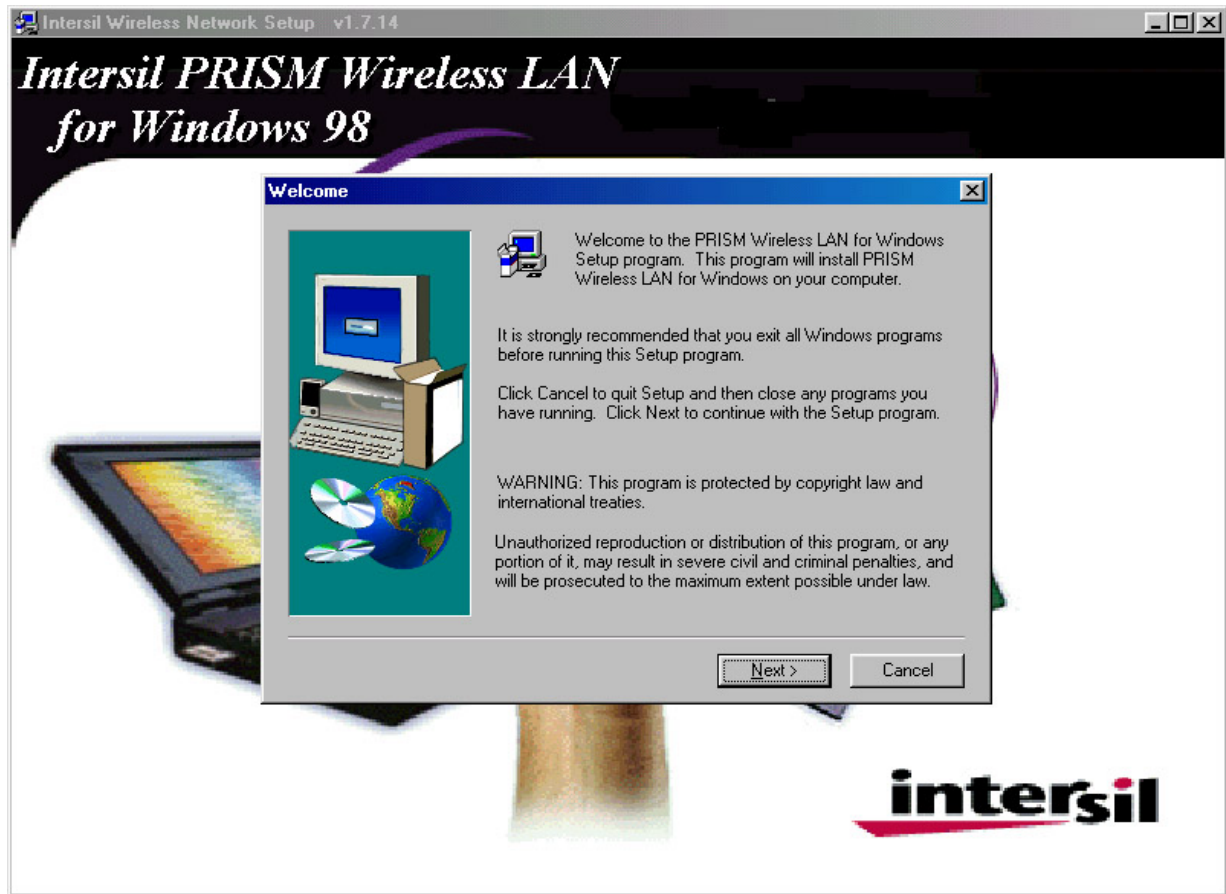 Intersil Wireless Network Setup v1.7.14
Intersil PRISM Wireless LAN
for Windows 98
Welcome
Welcome to the PRISM Wireless LAN for Windows
Setup program. This program will install PRISM
Wireless LAN for Windows on your computer.
It is strongly recommended that you exit all Windows programs
before running this Setup program.
Click Cancel to quit Setup and then close any programs you
have running. Click Next to continue with the Setup program.
WARNING: This program is protected by copyright law and
international treaties.
Unauthorized reproduction or distribution of this program, or any
portion of it, may result in severe civil and criminal penalties, and
will be prosecuted to the maximum extent possible under law.
Next >
Cancel
intersil